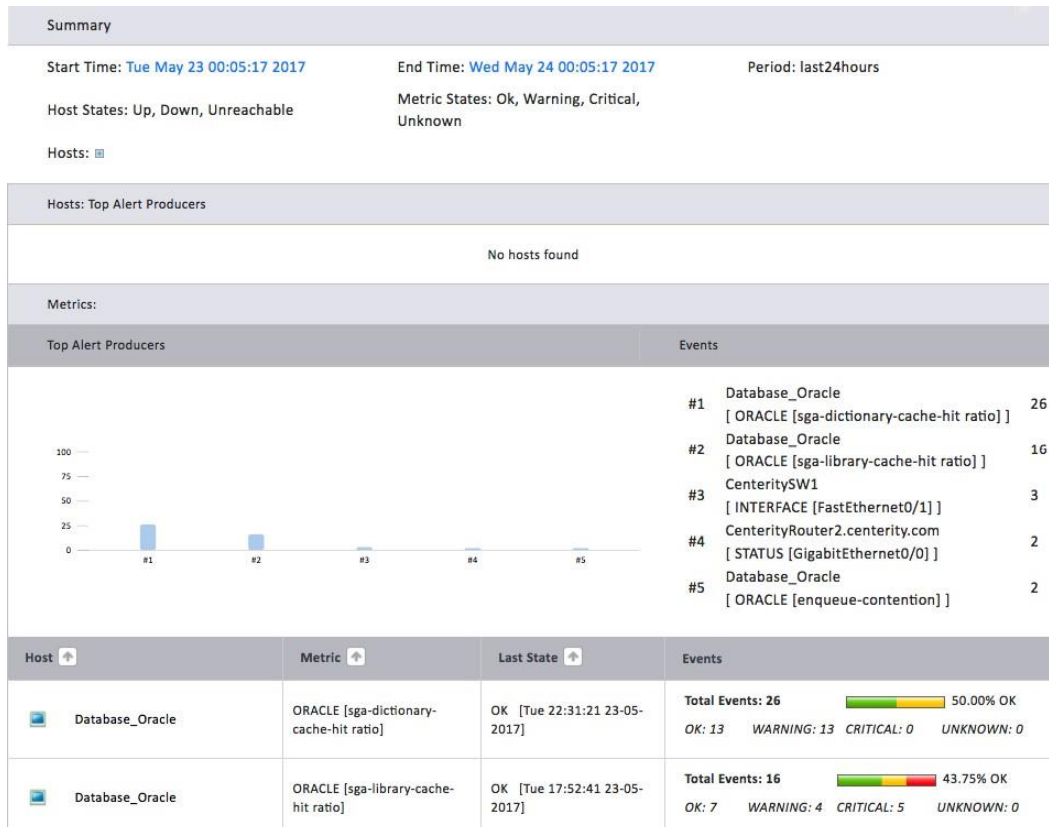 Summary
Start Time: Tue May 23 00:05:17 2017
End Time: Wed May 24 00:05:17 2017
Period: last24hours
Host States: Up, Down, Unreachable
Metric States: Ok, Warning, Critical,
Unknown
Hosts:
Hosts: Top Alert Producers
No hosts found
Metrics:
Top Alert Producers
Events
100
75
50
25
0
#1
#2
#3
#4
#5
#1 Database_Oracle
[ ORACLE [sga-dictionary-cache-hit ratio] ] 26
#2 Database_Oracle
[ ORACLE [sga-library-cache-hit ratio] ] 16
#3 CenteritySW1
[ INTERFACE [FastEthernet0/1] ] 3
#4 CenterityRouter2.centerity.com
[ STATUS [GigabitEthernet0/0] ] 2
#5 Database_Oracle
[ ORACLE [enqueue-contention] ] 2
Host
Metric
Last State
Events
Database_Oracle
ORACLE [sga-dictionary-
cache-hit ratio]
OK [Tue 22:31:21 23-05-
2017]
Total Events: 26 50.00% OK
OK: 13 WARNING: 13 CRITICAL: 0 UNKNOWN: 0
Database_Oracle
ORACLE [sga-library-cache-
hit ratio]
OK [Tue 17:52:41 23-05-
2017]
Total Events: 16 43.75% OK
OK: 7 WARNING: 4 CRITICAL: 5 UNKNOWN: 0